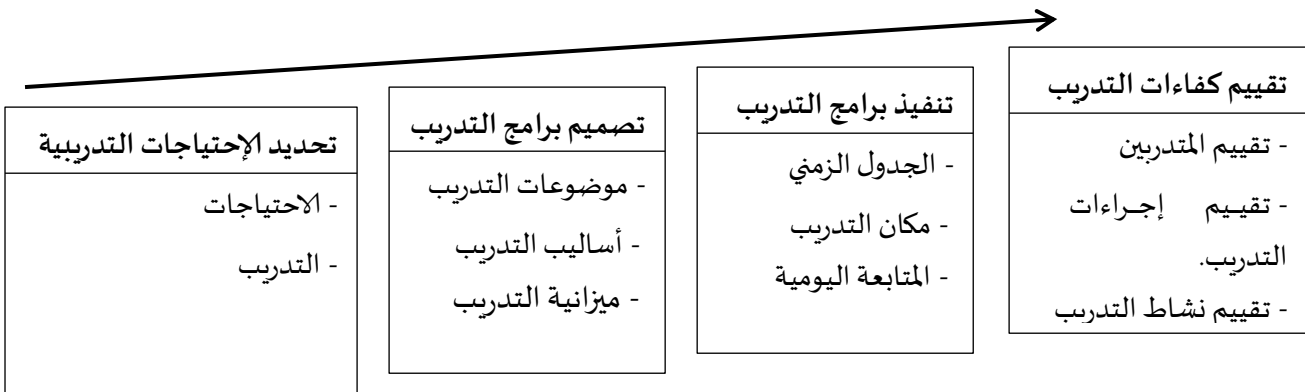 تحديد الإحتياجات التدريبية
- الاحتياجات
- التدريب
تصميم برامج التدريب
- موضوعات التدريب
- أساليب التدريب
- ميزانية التدريب
تنفيذ برامج التدريب
- الجدول الزمني
- مكان التدريب
- المتابعة اليومية
تقييم كفاءات التدريب
- تقييم المتدربين
- تقييم إجراءات
التدريب.
- تقييم نشاط التدريب